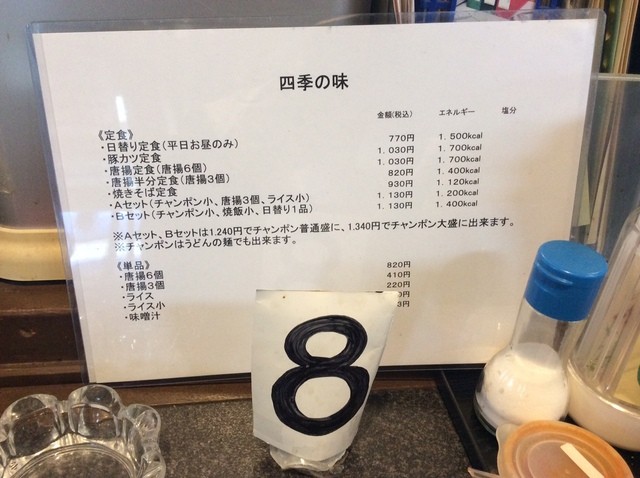 四季の味
金額(税込) エネルギー 塩分
《定食》
・日替り定食(平日お昼のみ) 770円 1.500kcal
・豚カツ定食 1.030円 1.700kcal
・唐揚定食(唐揚6個) 1.030円 1.700kcal
・唐揚半分定食(唐揚3個) 820円 1.400kcal
・焼きそば定食 930円 1.120kcal
・Aセット(チャンポン小、唐揚3個、ライス小) 1.130円 1.200kcal
・Bセット(チャンポン小、焼飯小、日替り1品) 1.130円 1.400kcal
※Aセット、Bセットは1.240円でチャンポン普通盛に、1.340円でチャンポン大盛に出来ます。
※チャンポンはうどんの麺でも出来ます。
《単品》
・唐揚6個 820円
・唐揚3個 410円
・ライス 220円
・ライス小
・味噌汁
8